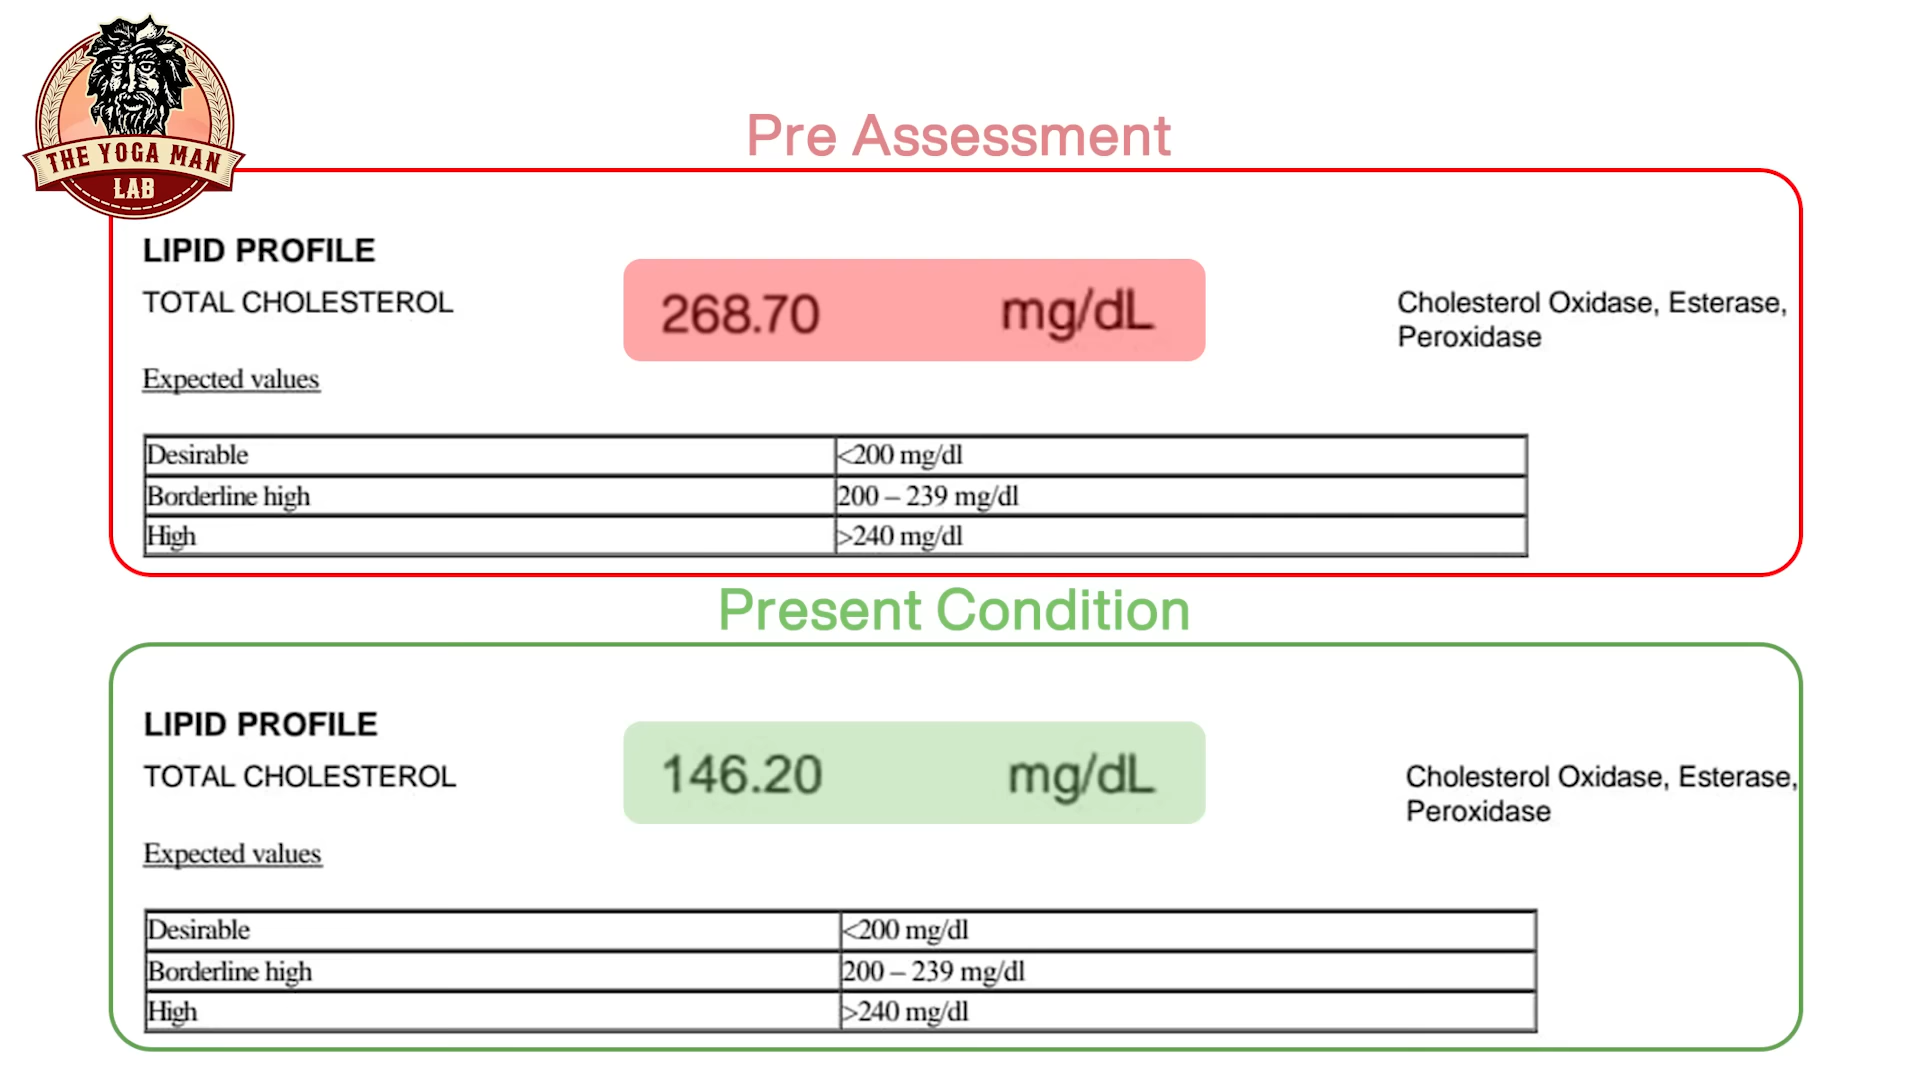 THE YOGA MAN
LAB
Pre Assessment
LIPID PROFILE
TOTAL CHOLESTEROL 268.70 mg/dL Cholesterol Oxidase, Esterase,
Peroxidase
Expected values
Desirable <200 mg/dl
Borderline high 200 – 239 mg/dl
High >240 mg/dl
Present Condition
LIPID PROFILE
TOTAL CHOLESTEROL 146.20 mg/dL Cholesterol Oxidase, Esterase,
Peroxidase
Expected values
Desirable <200 mg/dl
Borderline high 200 – 239 mg/dl
High >240 mg/dl